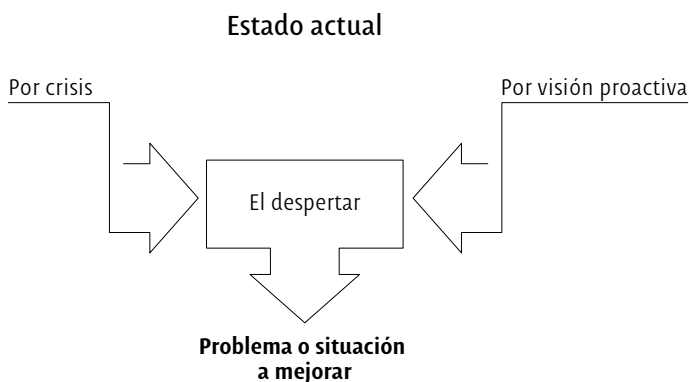 Estado actual
Por crisis
Por visión proactiva
El despertar
Problema o situación
a mejorar